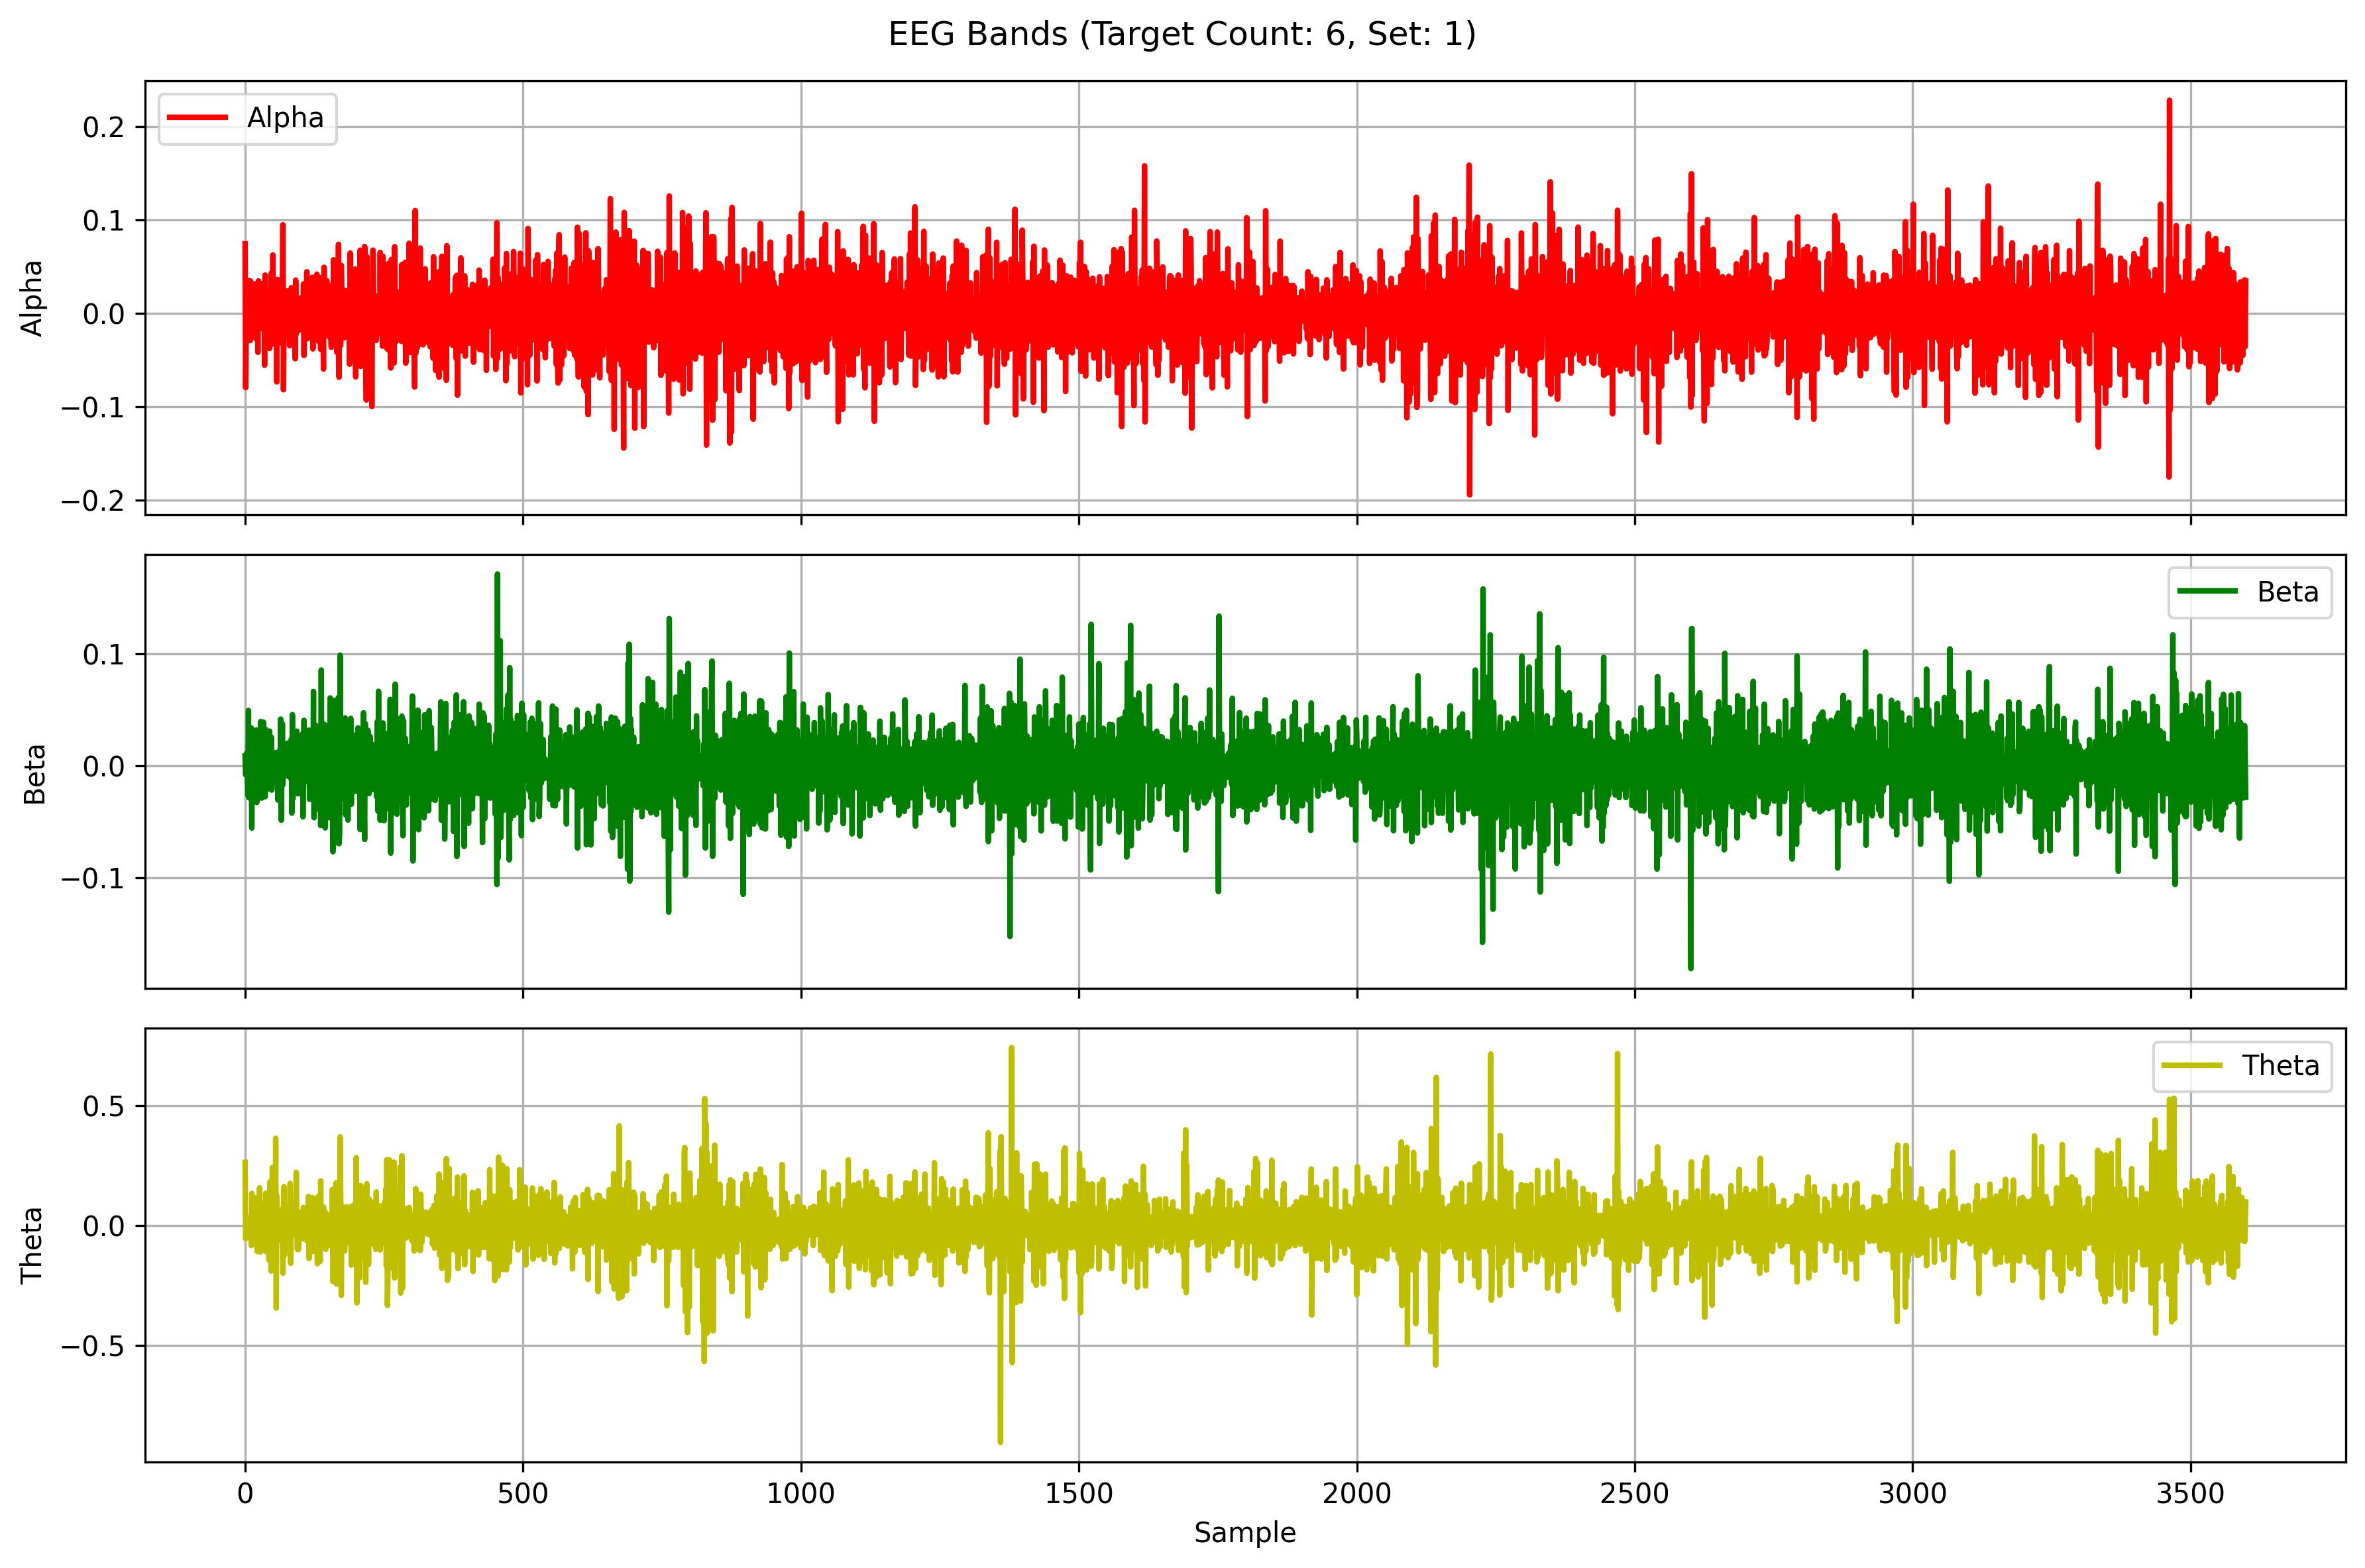 EEG Bands (Target Count: 6, Set: 1)
Alpha
Alpha
0.2
0.1
0.0
−0.1
−0.2
Beta
Beta
0.1
0.0
−0.1
Theta
Theta
0.5
0.0
−0.5
0 500 1000 1500 2000 2500 3000 3500
Sample